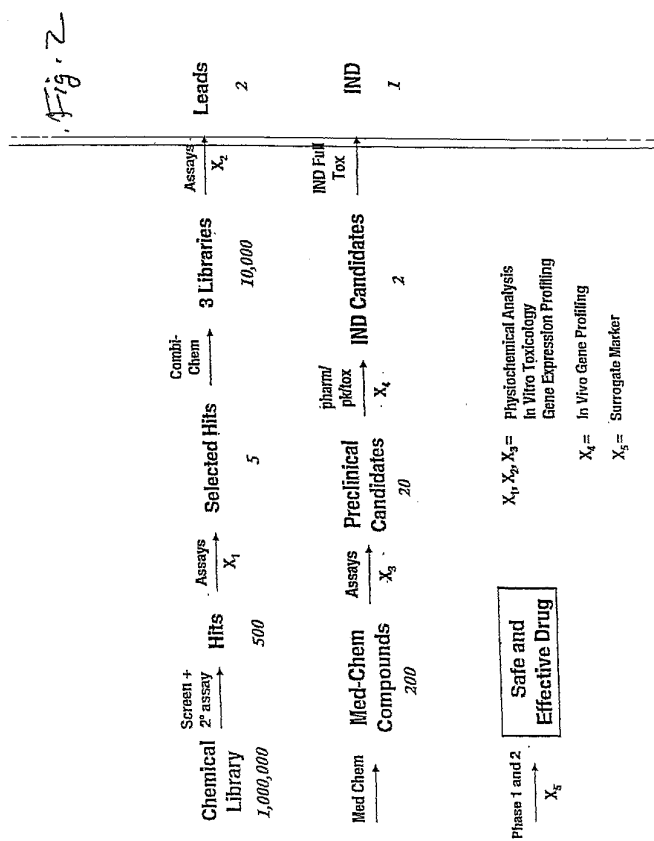 Fig. 2
Chemical
Library
1,000,000
Screen +
2° assay
Hits
500
Assays
X₁
Selected Hits
5
Combi-
Chem
3 Libraries
10,000
Assays
X₂
Leads
2
Med Chem
Med-Chem
Compounds
200
Assays
X₃
Preclinical
Candidates
20
pharm/
pk/tox
X₄
IND Candidates
2
IND Full
Tox
IND
1
Phase 1 and 2
X₅
Safe and
Effective Drug
X₁, X₂, X₃= Physiochemical Analysis
In Vitro Toxicology
Gene Expression Profiling
X₄= In Vivo Gene Profiling
X₅= Surrogate Marker